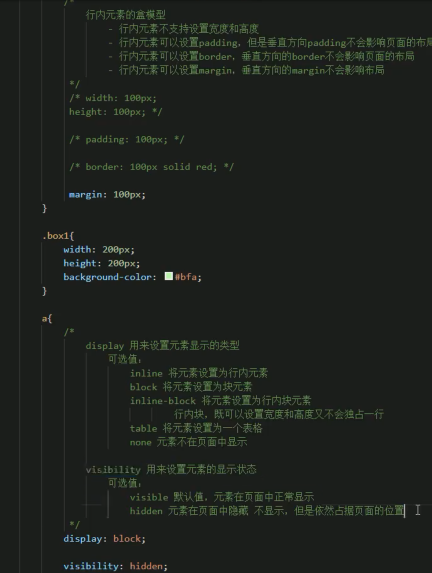 /*
行内元素的盒模型
- 行内元素不支持设置宽度和高度
- 行内元素可以设置padding，但是垂直方向padding不会影响页面的布局
- 行内元素可以设置border，垂直方向的border不会影响页面的布局
- 行内元素可以设置margin，垂直方向的margin不会影响布局
*/
/* width: 100px;
height: 100px; */
/* padding: 100px; */
/* border: 100px solid red; */
margin: 100px;
}
.box1{
width: 200px;
height: 200px;
background-color: #bfa;
}
a{
/*
display 用来设置元素显示的类型
可选值：
inline 将元素设置为行内元素
block 将元素设置为块元素
inline-block 将元素设置为行内块元素
行内块，既可以设置宽度和高度又不会独占一行
table 将元素设置为一个表格
none 元素不在页面中显示
visibility 用来设置元素的显示状态
可选值：
visible 默认值，元素在页面中正常显示
hidden 元素在页面中隐藏 不显示，但是依然占据页面的位置
*/
display: block;
visibility: hidden;